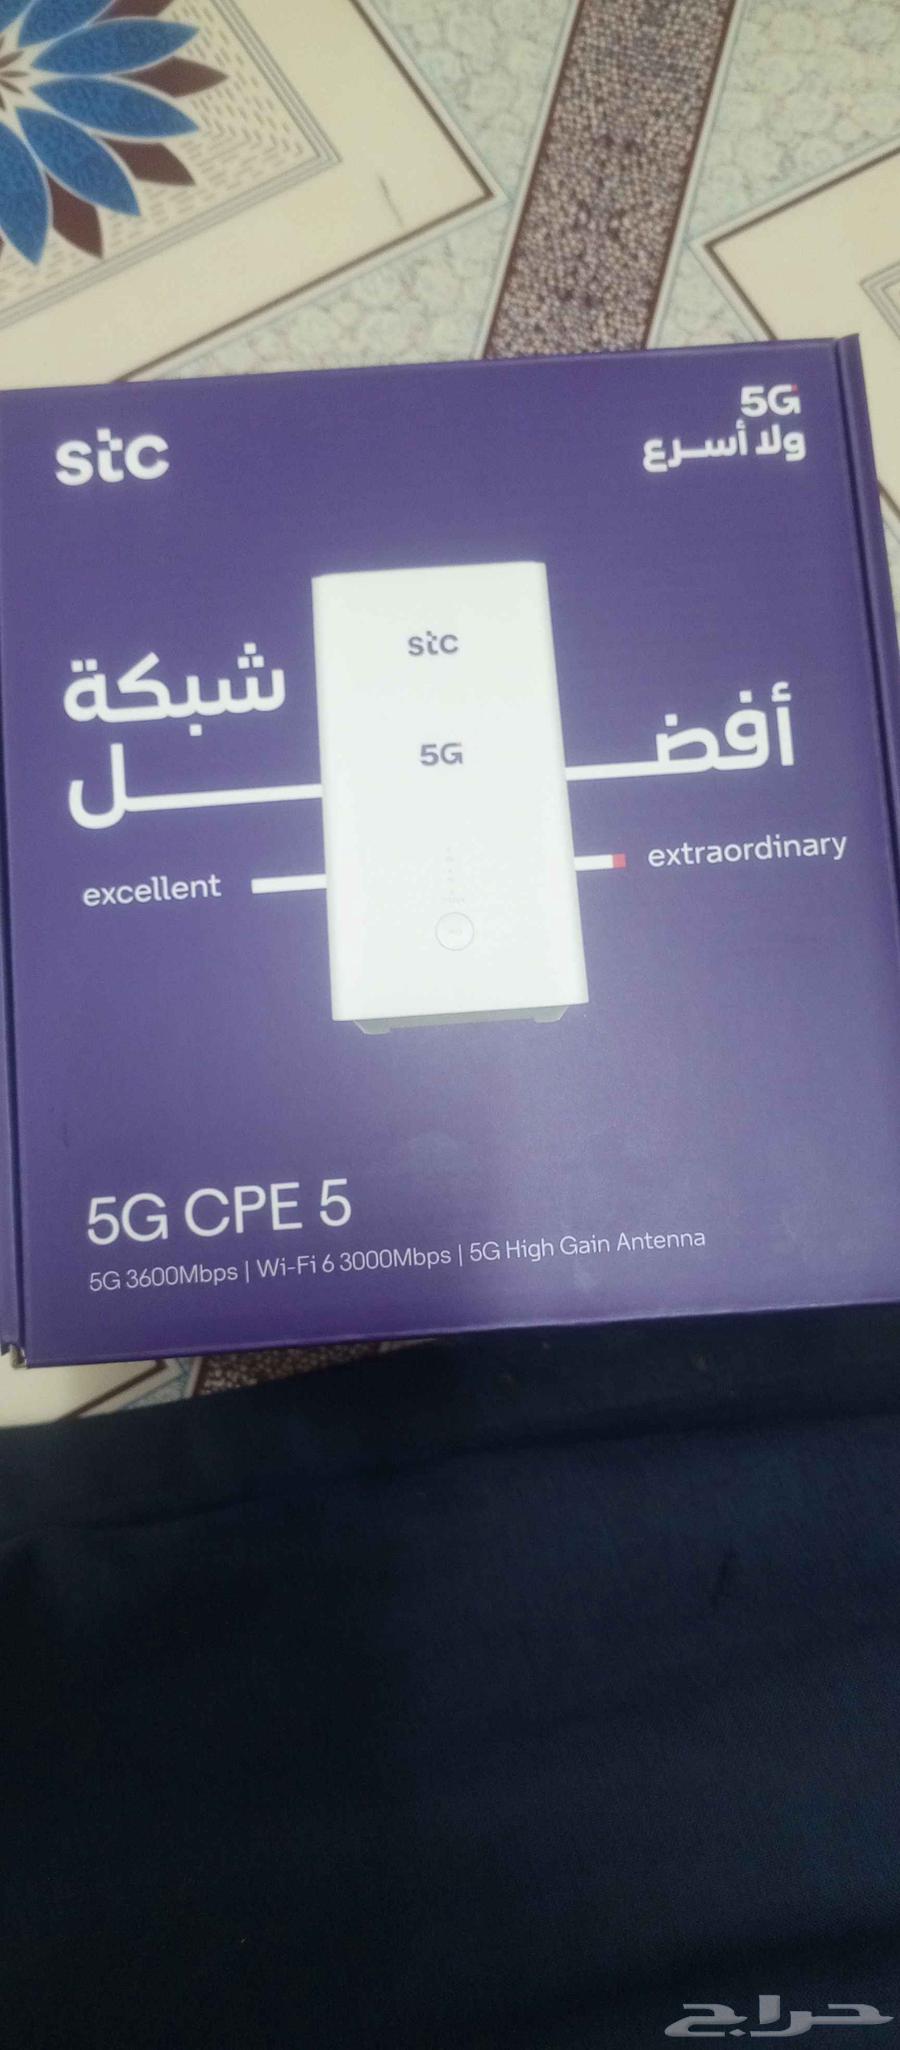 stc
5G
ولا أسرع
شبكة
أفضل
stc
5G
excellent
extraordinary
5G CPE 5
5G 3600Mbps | Wi-Fi 6 3000Mbps | 5G High Gain Antenna
حراج